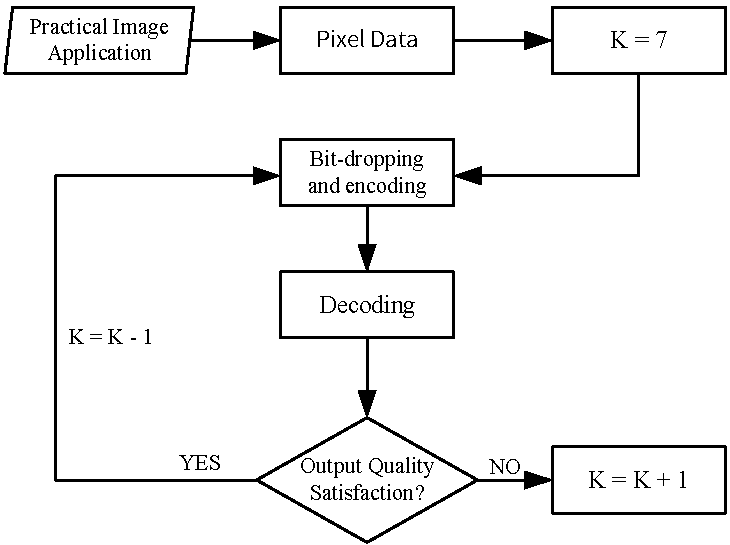 Practical Image
Application
Pixel Data
K = 7
Bit-dropping
and encoding
Decoding
K = K - 1
YES
Output Quality
Satisfaction?
NO
K = K + 1